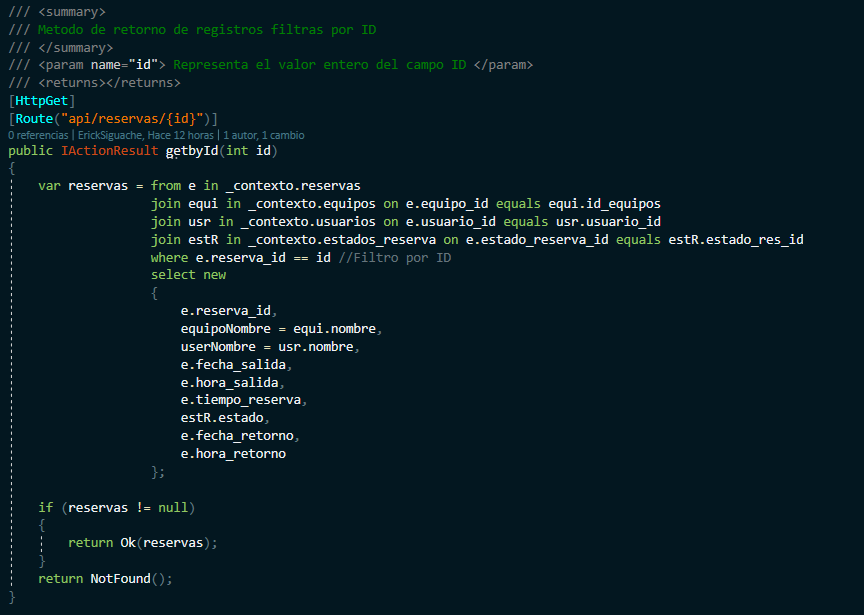 /// <summary>
/// Metodo de retorno de registros filtras por ID
/// </summary>
/// <param name="id"> Representa el valor entero del campo ID </param>
/// <returns></returns>
[HttpGet]
[Route("api/reservas/{id}")]
0 referencias | ErickSiguache, Hace 12 horas | 1 autor, 1 cambio
public IActionResult getbyId(int id)
{
    var reservas = from e in _contexto.reservas
                   join equi in _contexto.equipos on e.equipo_id equals equi.id_equipos
                   join usr in _contexto.usuarios on e.usuario_id equals usr.usuario_id
                   join estR in _contexto.estados_reserva on e.estado_reserva_id equals estR.estado_res_id
                   where e.reserva_id == id //Filtro por ID
                   select new
                   {
                       e.reserva_id,
                       equipoNombre = equi.nombre,
                       userNombre = usr.nombre,
                       e.fecha_salida,
                       e.hora_salida,
                       e.tiempo_reserva,
                       estR.estado,
                       e.fecha_retorno,
                       e.hora_retorno
                   };
    if (reservas != null)
    {
        return Ok(reservas);
    }
    return NotFound();
}